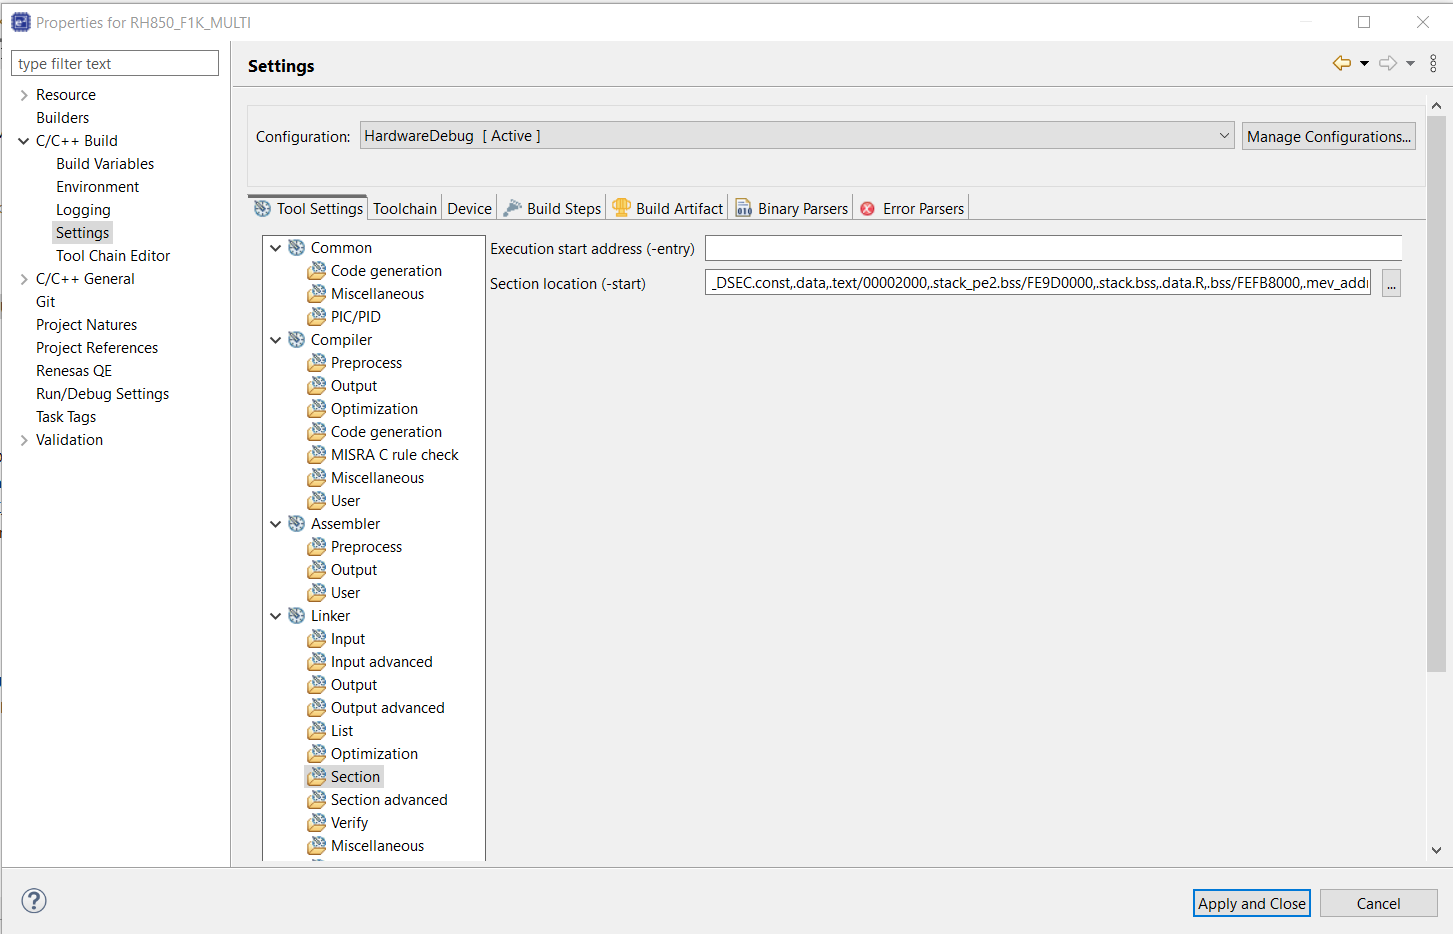 Properties for RH850_F1K_MULTI
type filter text
Resource
Builders
C/C++ Build
Build Variables
Environment
Logging
Settings
Tool Chain Editor
C/C++ General
Git
Project Natures
Project References
Renesas QE
Run/Debug Settings
Task Tags
Validation
Settings
Configuration: HardwareDebug [ Active ] Manage Configurations...
Tool Settings Toolchain Device Build Steps Build Artifact Binary Parsers Error Parsers
Common
Code generation
Miscellaneous
PIC/PID
Compiler
Preprocess
Output
Optimization
Code generation
MISRA C rule check
Miscellaneous
User
Assembler
Preprocess
Output
User
Linker
Input
Input advanced
Output
Output advanced
List
Optimization
Section
Section advanced
Verify
Miscellaneous
Execution start address (-entry)
Section location (-start) _DSEC.const,.data,.text/00002000,.stack_pe2.bss/FE9D0000,.stack.bss,.data.R,.bss/FEFB8000,.mev_add ...
Apply and Close Cancel